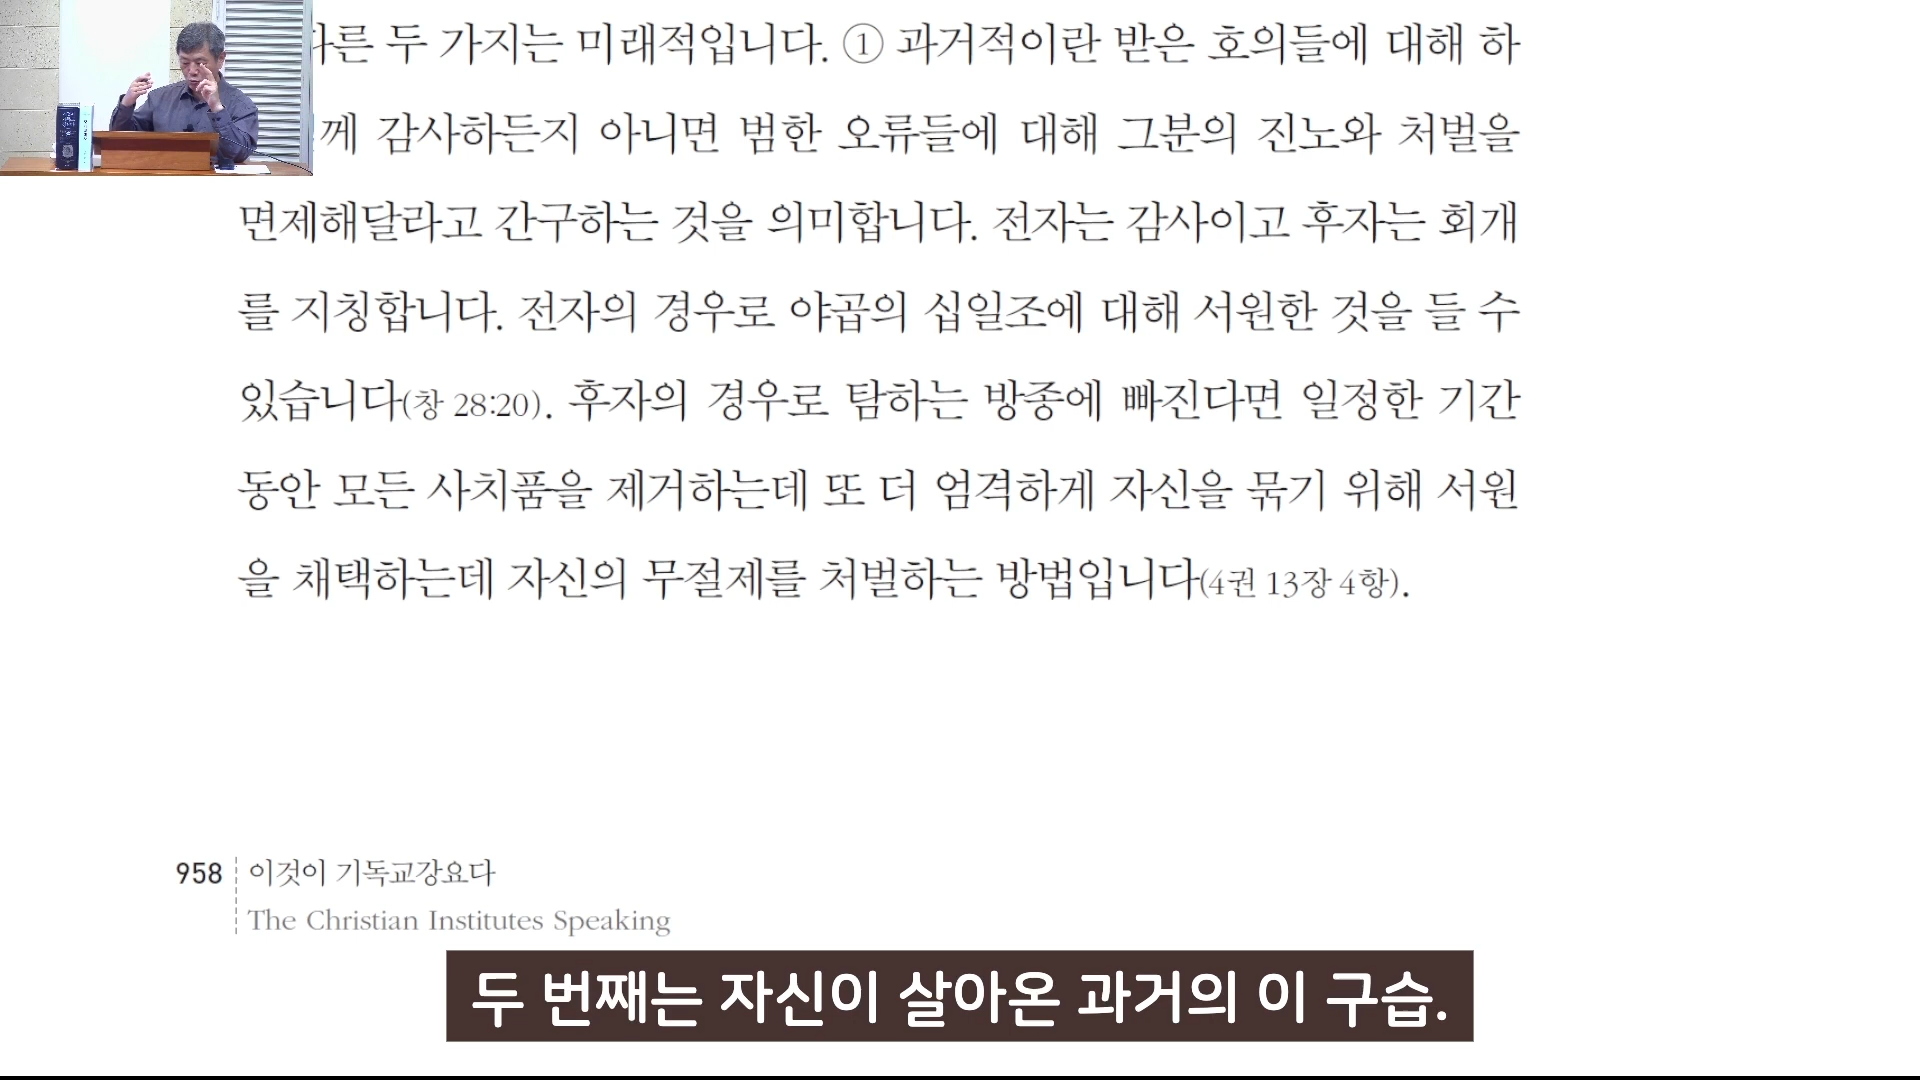 른 두 가지는 미래적입니다. ① 과거적이란 받은 호의들에 대해 하
께 감사하든지 아니면 범한 오류들에 대해 그분의 진노와 처벌을
면제해달라고 간구하는 것을 의미합니다. 전자는 감사이고 후자는 회개
를 지칭합니다. 전자의 경우로 야곱의 십일조에 대해 서원한 것을 들 수
있습니다(창 28:20). 후자의 경우로 탐하는 방종에 빠진다면 일정한 기간
동안 모든 사치품을 제거하는데 또 더 엄격하게 자신을 묶기 위해 서원
을 채택하는데 자신의 무절제를 처벌하는 방법입니다(4권 13장 4항).
958 이것이 기독교강요다
The Christian Institutes Speaking
두 번째는 자신이 살아온 과거의 이 구습.